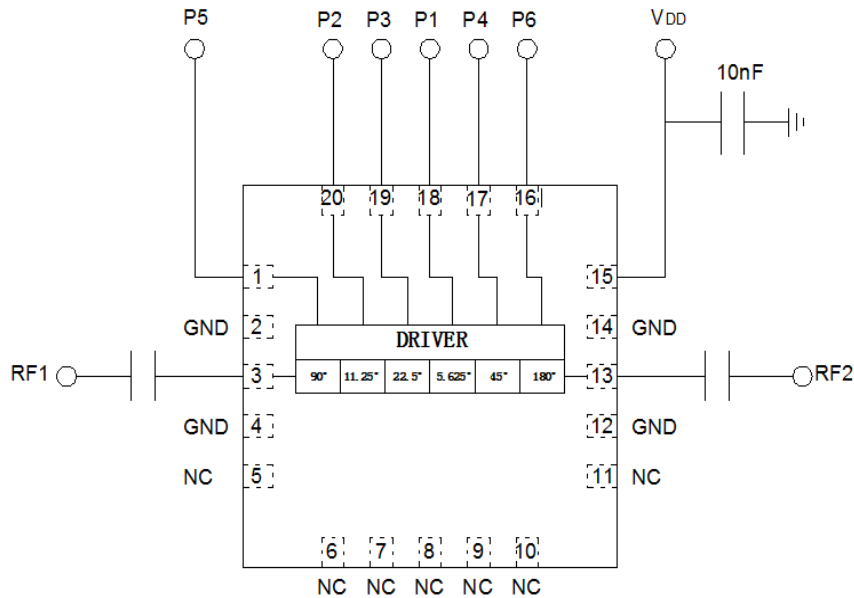 P5 P2 P3 P1 P4 P6 VDD
10nF
20 19 18 17 16
1 15
GND 2 14 GND
DRIVER
RF1 3 90° 11.25° 22.5° 5.625° 45° 180° 13 RF2
GND 4 12 GND
NC 5 11 NC
6 7 8 9 10
NC NC NC NC NC